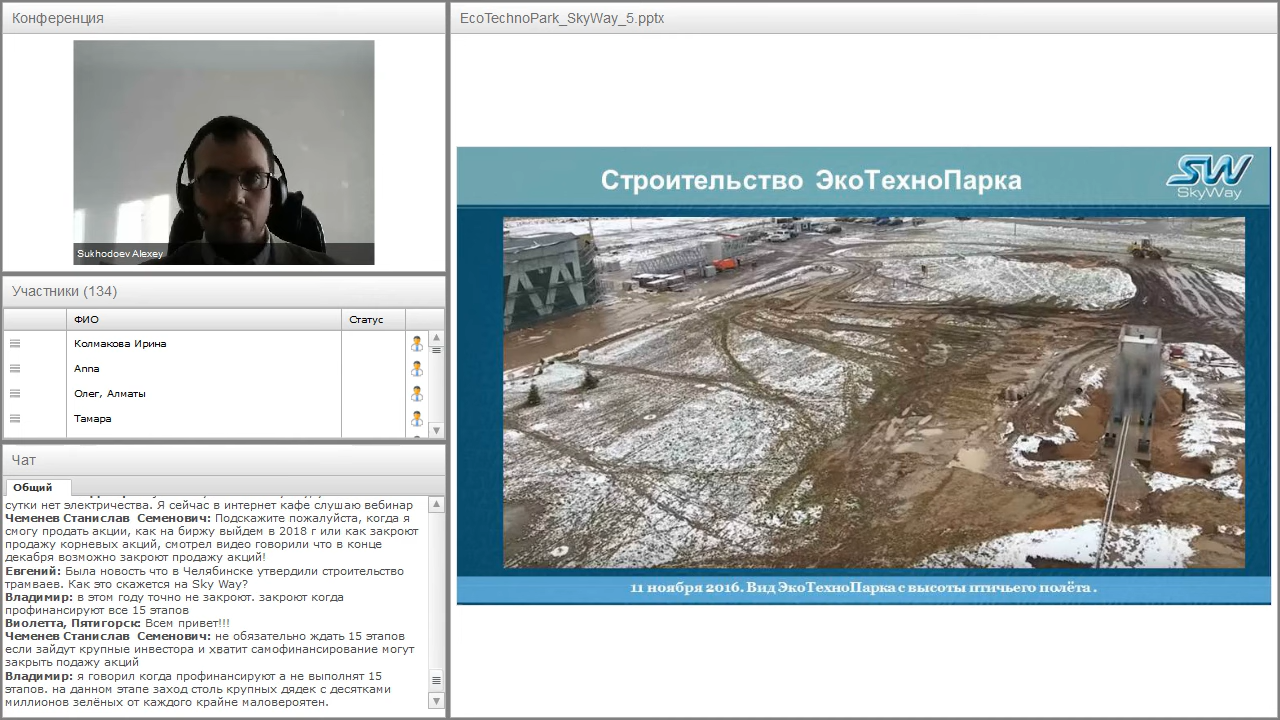 Конференция
Sukhodoev Alexey
Участники (134)
ФИО
Статус
Колмакова Ирина
Anna
Олег, Алматы
Тамара
Чат
Общий
сутки нет электричества. Я сейчас в интернет кафе слушаю вебинар
Чеменев Станислав Семенович: Подскажите пожалуйста, когда я
смогу продать акции, как на биржу выйдем в 2018 г или как закроют
продажу корневых акций, смотрел видео говорили что в конце
декабря возможно закроют продажу акций!
Евгений: Была новость что в Челябинске утвердили строительство
трамваев. Как это скажется на Sky Way?
Владимир: в этом году точно не закроют. закроют когда
профинансируют все 15 этапов
Виолетта, Пятигорск: Всем привет!!!
Чеменев Станислав Семенович: не обязательно ждать 15 этапов
если зайдут крупные инвестора и хватит самофинансирование могут
закрыть подажу акций
Владимир: я говорил когда профинансируют а не выполнят 15
этапов. на данном этапе заход столь крупных дядек с десятками
миллионов зелёных от каждого крайне маловероятен.
EcoTechnoPark_SkyWay_5.pptx
Строительство ЭкоТехноПарка
SW
SkyWay
11 ноября 2016. Вид ЭкоТехноПарка с высоты птичьего полёта .